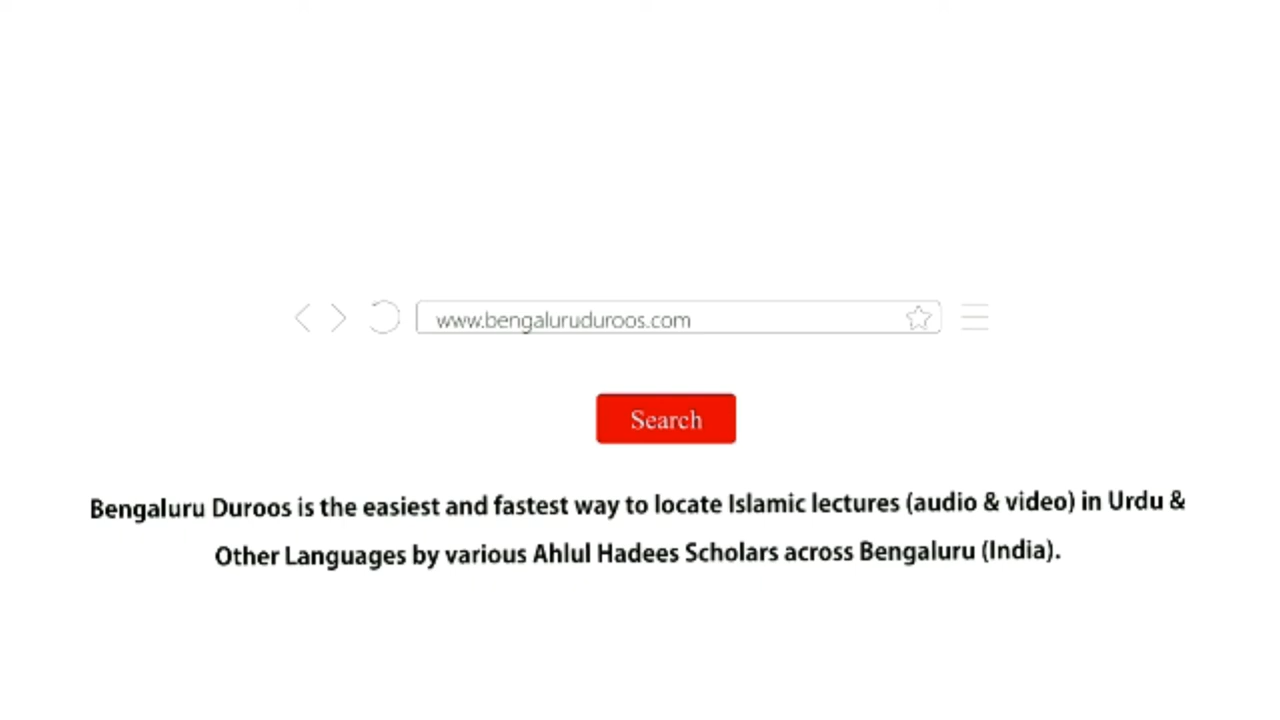 www.bengaluruduroos.com
Search
Bengaluru Duroos is the easiest and fastest way to locate Islamic lectures (audio & video) in Urdu &
Other Languages by various Ahlul Hadees Scholars across Bengaluru (India).